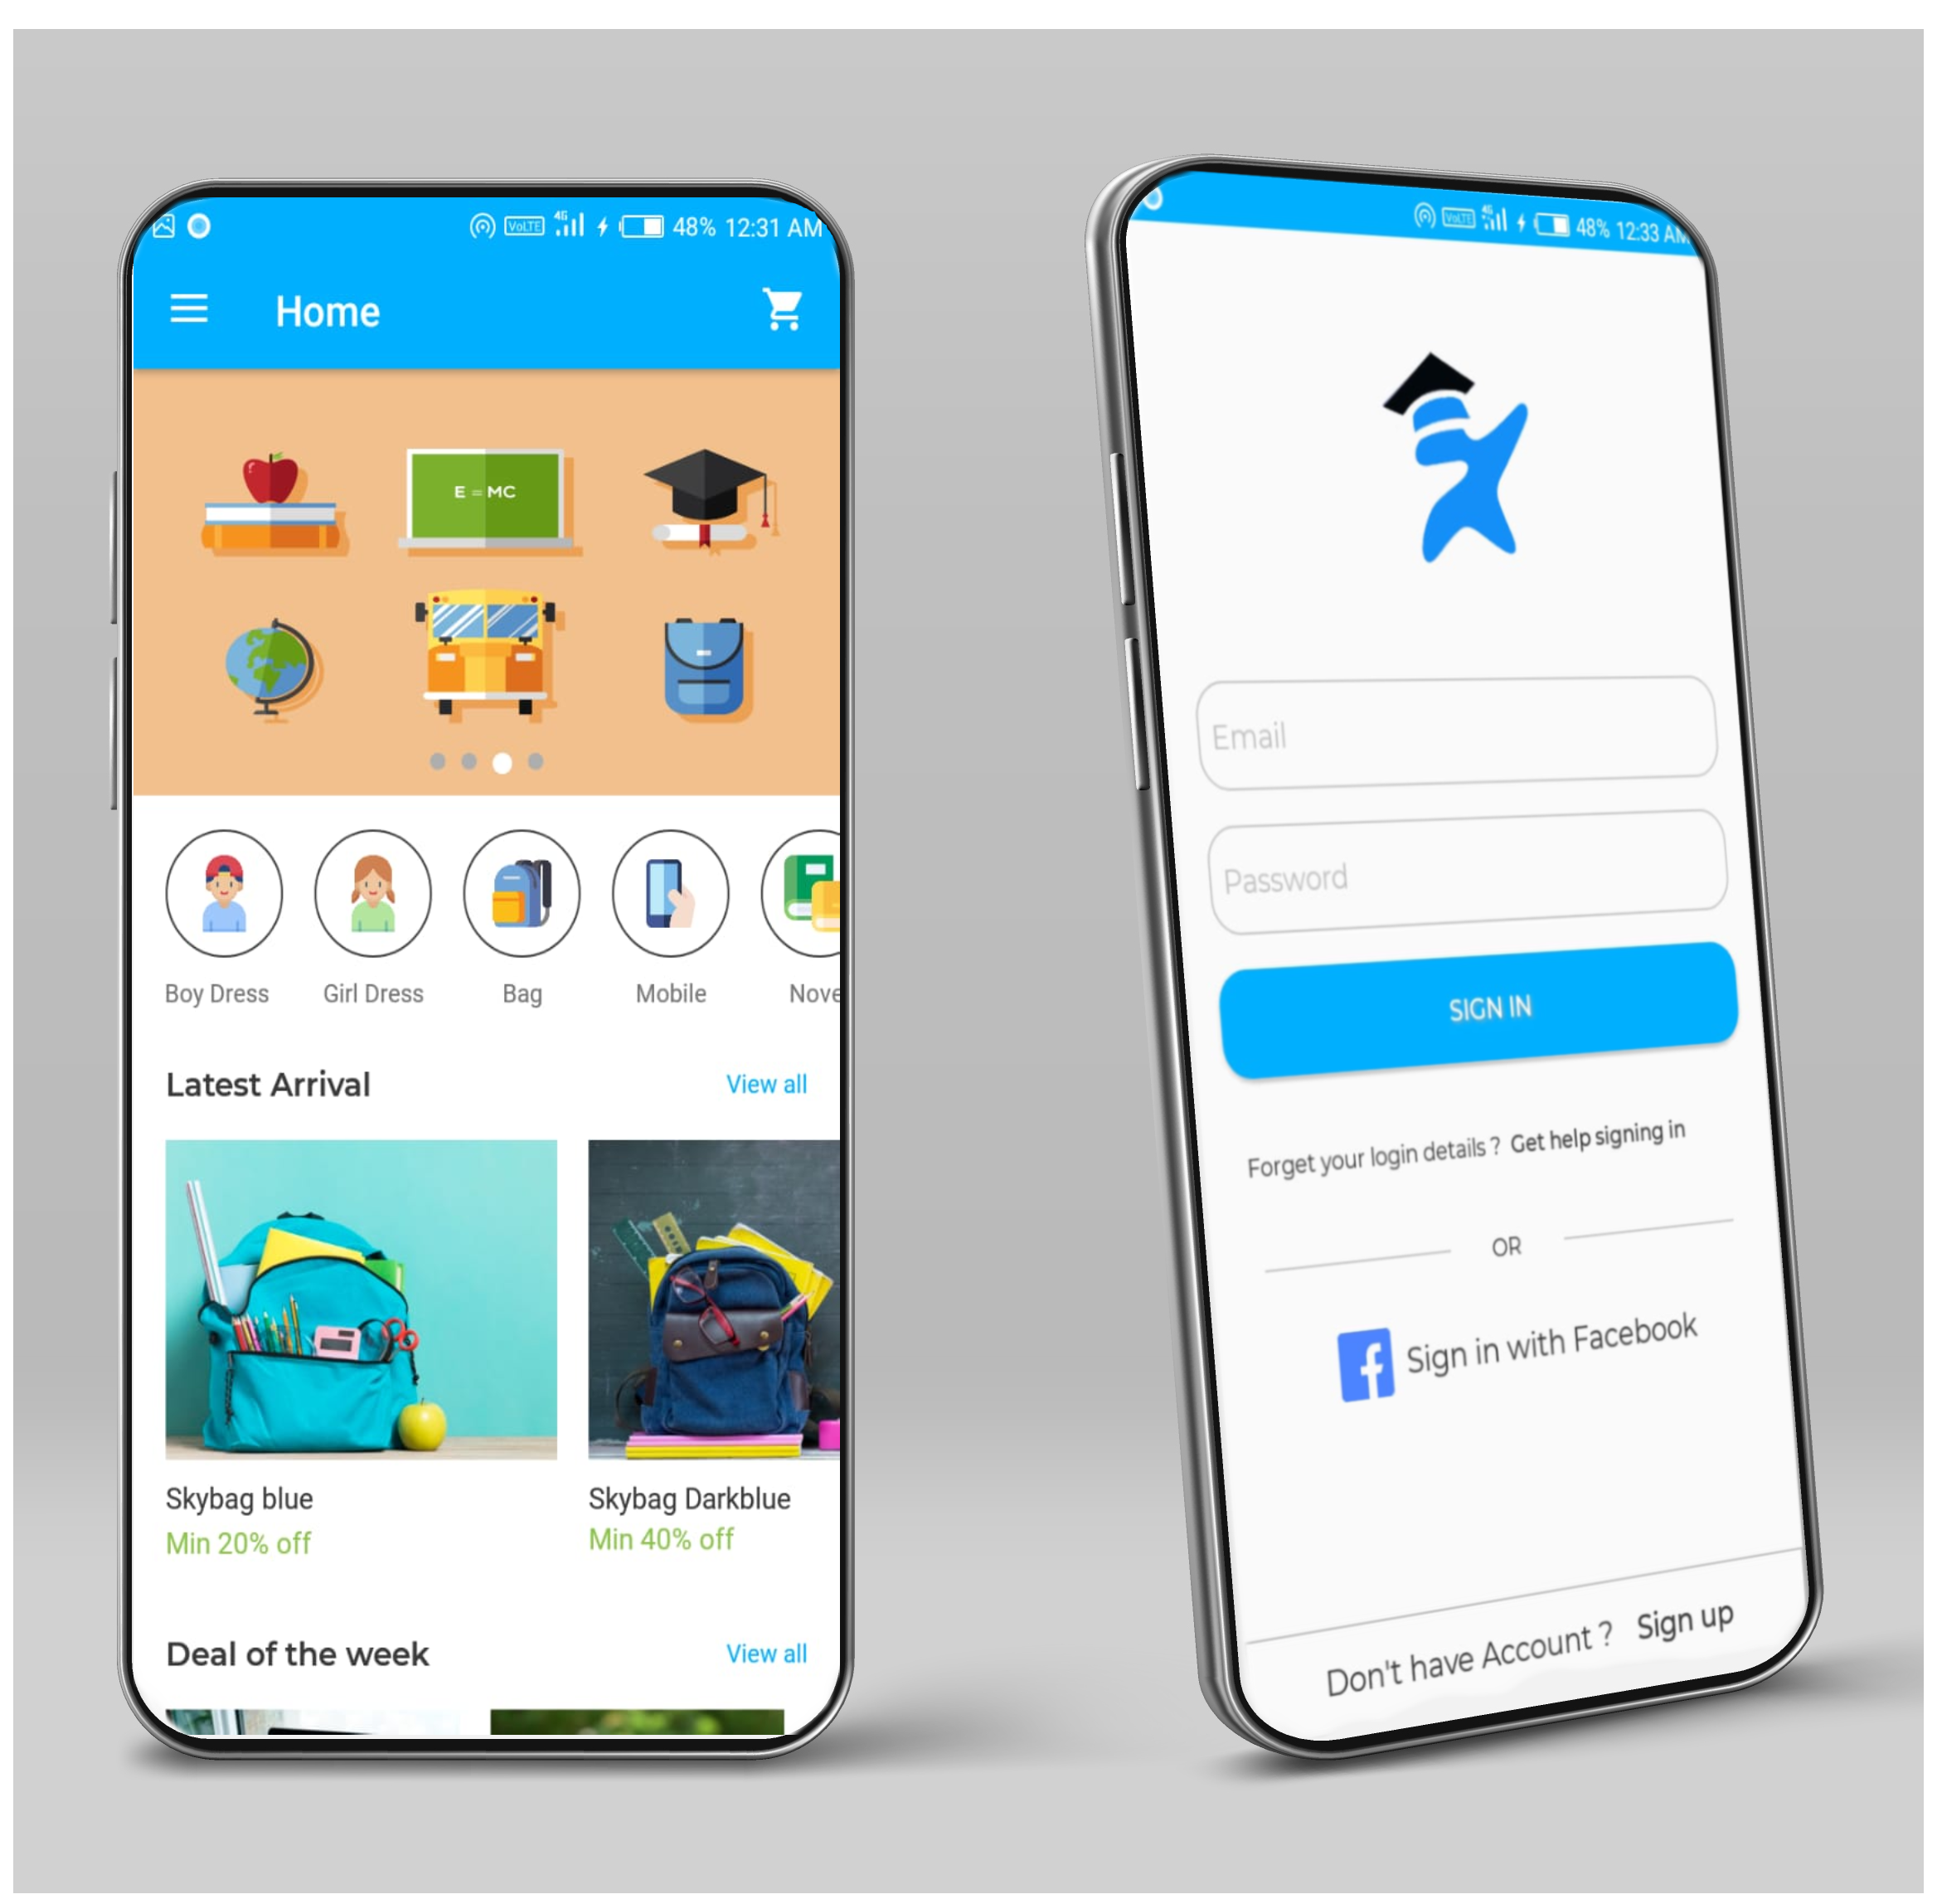 VoLTE 4G 48% 12:31 AM
Home
E = MC
Boy Dress Girl Dress Bag Mobile Nove
Latest Arrival View all
Skybag blue Skybag Darkblue
Min 20% off Min 40% off
Deal of the week View all
VoLTE 4G 48% 12:33 AM
Email
Password
SIGN IN
Forget your login details ? Get help signing in
OR
f Sign in with Facebook
Don't have Account ? Sign up